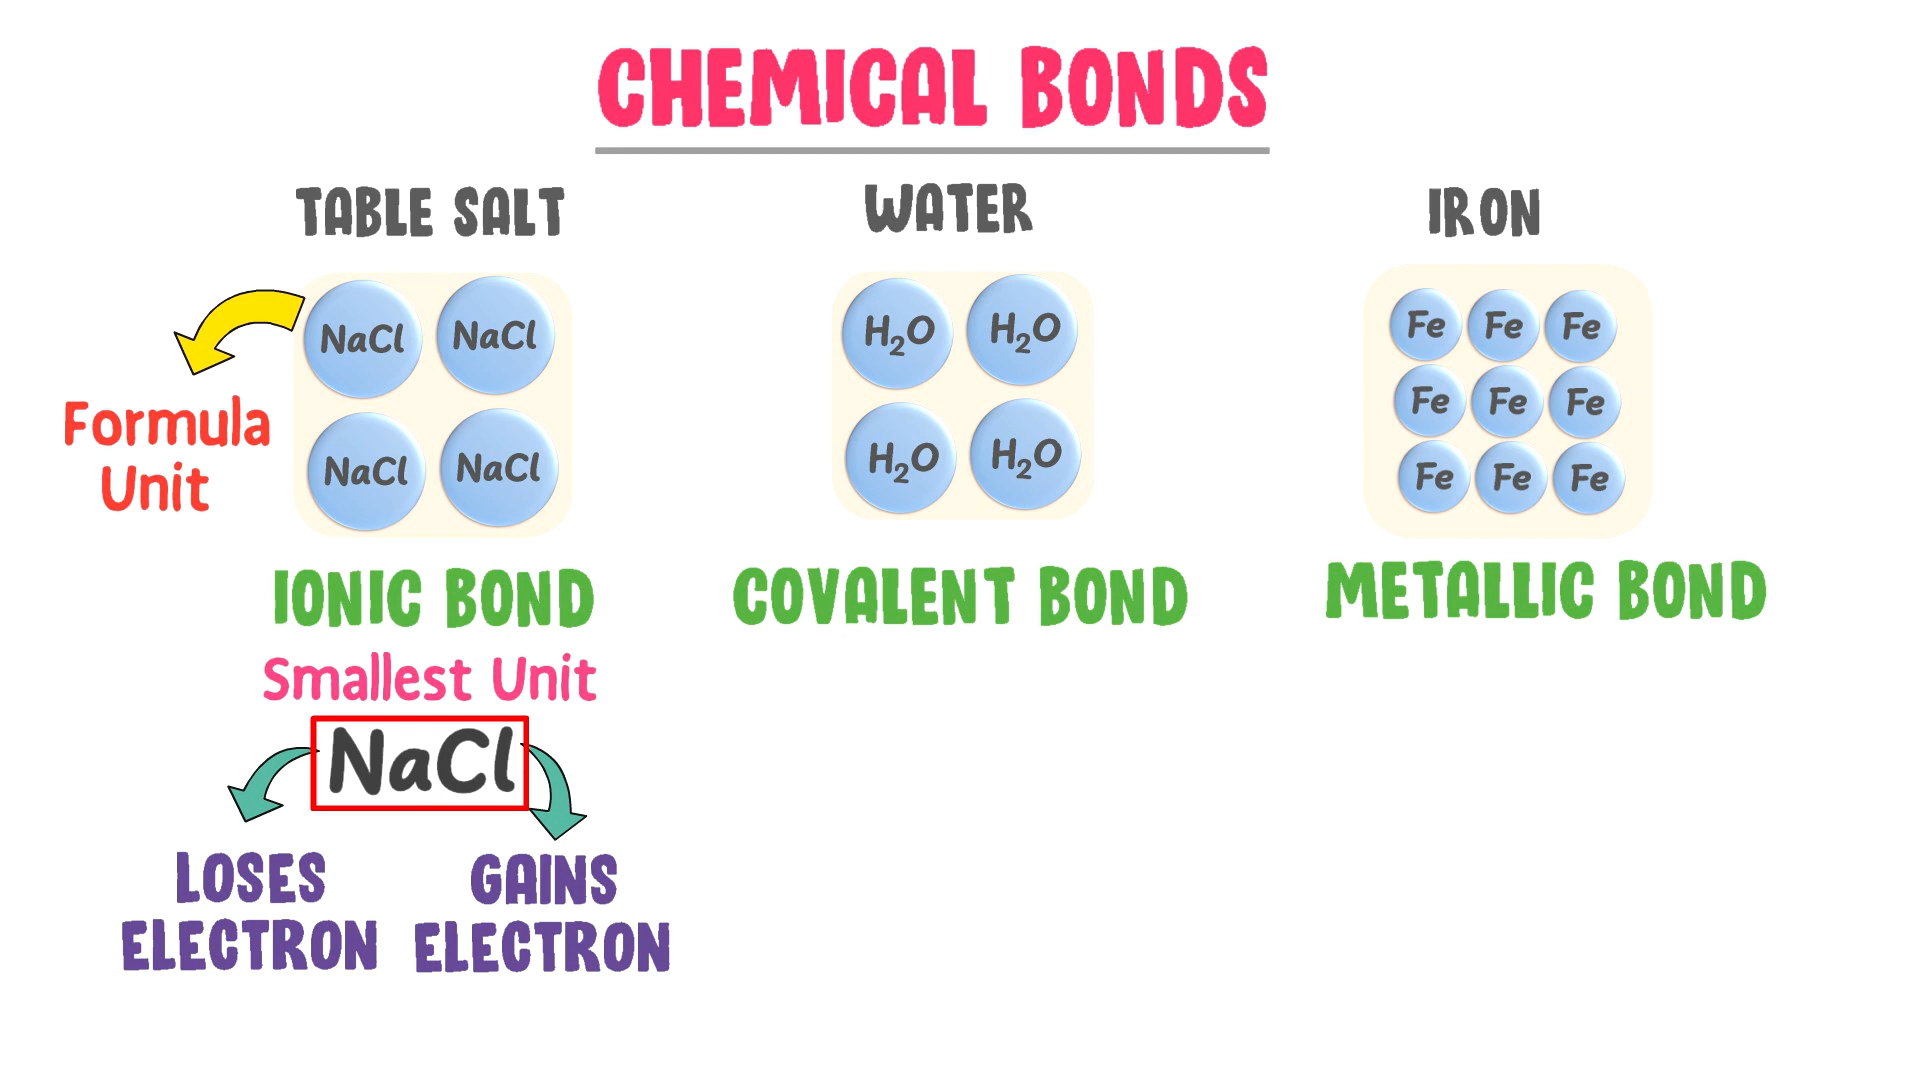 CHEMICAL BONDS
TABLE SALT
NaCl NaCl
NaCl NaCl
Formula
Unit
IONIC BOND
Smallest Unit
NaCl
LOSES
ELECTRON
GAINS
ELECTRON
WATER
H₂O H₂O
H₂O H₂O
COVALENT BOND
IRON
Fe Fe Fe
Fe Fe Fe
Fe Fe Fe
METALLIC BOND